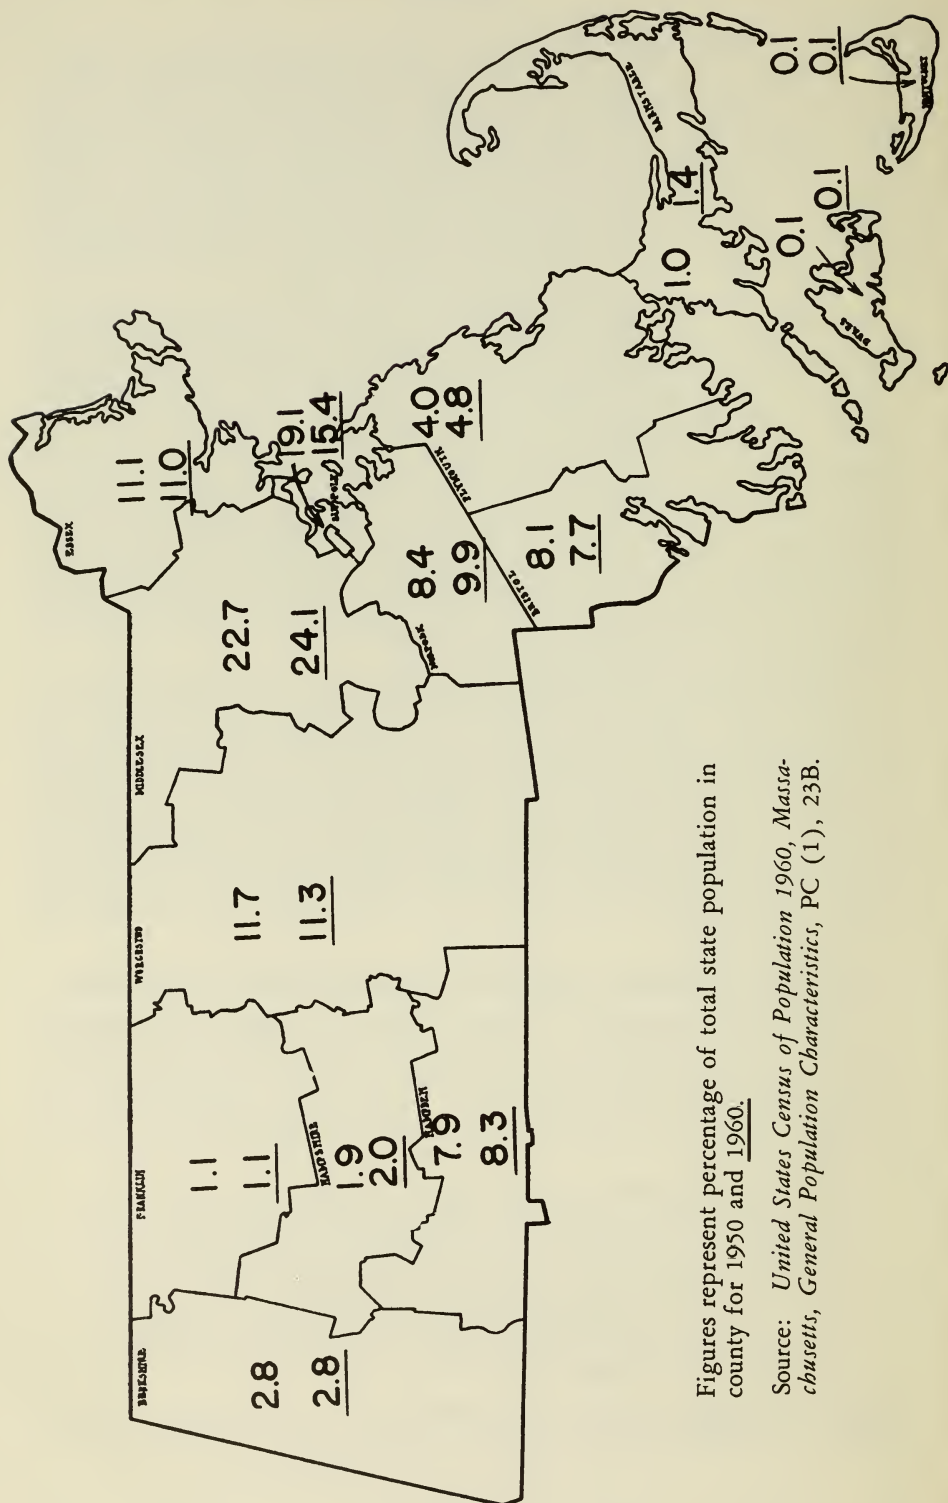 BERKSHIRE
2.8
2.8
FRANKLIN
1.1
1.1
HAMPSHIRE
1.9
2.0
HAMPDEN
7.9
8.3
WORCESTER
11.7
11.3
MIDDLESEX
22.7
24.1
ESSEX
11.1
11.0
SUFFOLK
19.1
15.4
NORFOLK
8.4
9.9
BRISTOL
8.1
7.7
PLYMOUTH
4.0
4.8
BARNSTABLE
1.0
1.4
DUKES
0.1
0.1
NANTUCKET
0.1
0.1
Figures represent percentage of total state population in
county for 1950 and 1960.
Source: United States Census of Population 1960, Massa-
chusetts, General Population Characteristics, PC (1), 23B.